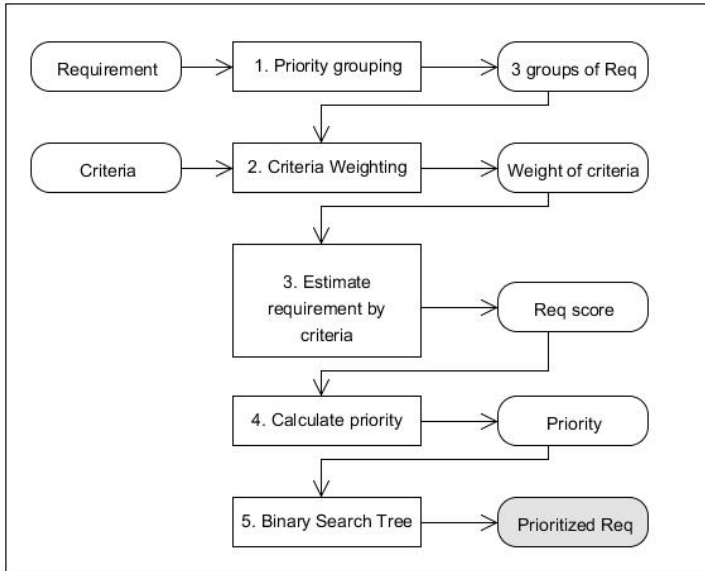 Requirement
1. Priority grouping
3 groups of Req
Criteria
2. Criteria Weighting
Weight of criteria
3. Estimate
requirement by
criteria
Req score
4. Calculate priority
Priority
5. Binary Search Tree
Prioritized Req